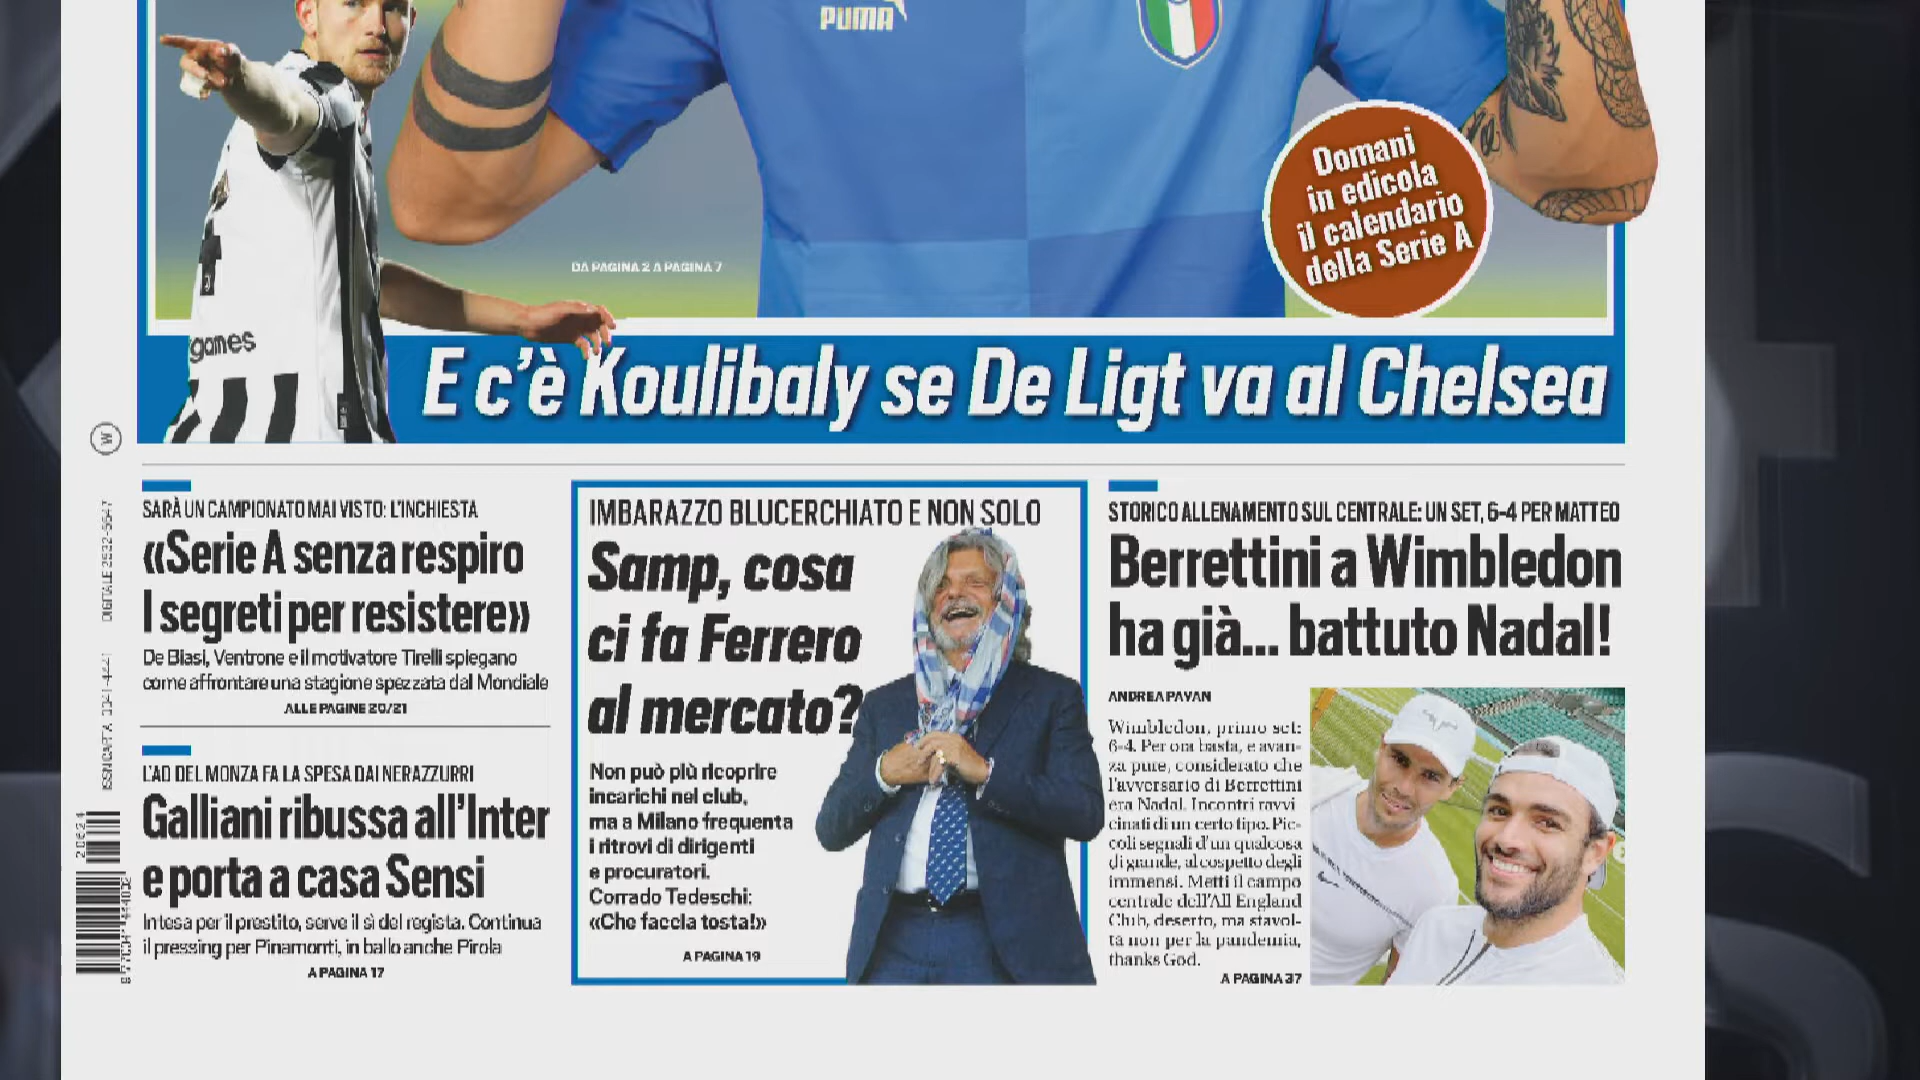 PUMA
Domani
in edicola
il calendario
della Serie A
DA PAGINA 2 A PAGINA 7
games
E c'è Koulibaly se De Ligt va al Chelsea
W
SARÀ UN CAMPIONATO MAI VISTO: L'INCHIESTA
«Serie A senza respiro
I segreti per resistere»
De Biasi, Ventrone e il motivatore Tirelli spiegano
come affrontare una stagione spezzata dal Mondiale
ALLE PAGINE 20/21
L'AD DEL MONZA FA LA SPESA DAI NERAZZURRI
Galliani ribussa all'Inter
e porta a casa Sensi
Intesa per il prestito, serve il sì del regista. Continua
il pressing per Pinamonti, in ballo anche Pirola
A PAGINA 17
IMBARAZZO BLUCERCHIATO E NON SOLO
Samp, cosa
ci fa Ferrero
al mercato?
Non può più ricoprire
incarichi nel club,
ma a Milano frequenta
i ritrovi di dirigenti
e procuratori.
Corrado Tedeschi:
«Che faccia tosta!»
A PAGINA 19
STORICO ALLENAMENTO SUL CENTRALE: UN SET, 6-4 PER MATTEO
Berrettini a Wimbledon
ha già... battuto Nadal!
ANDREA PAVAN
Wimbledon, primo set:
6-4. Per ora basta, e avan-
za pure, considerato che
l'avversario di Berrettini
era Nadal. Incontri ravvi-
cinati di un certo tipo. Pic-
coli segnali d'un qualcosa
di grande, al cospetto degli
immensi. Metti il campo
centrale dell'All England
Club, deserto, ma stavol-
ta non per la pandemia,
thanks God.
A PAGINA 37